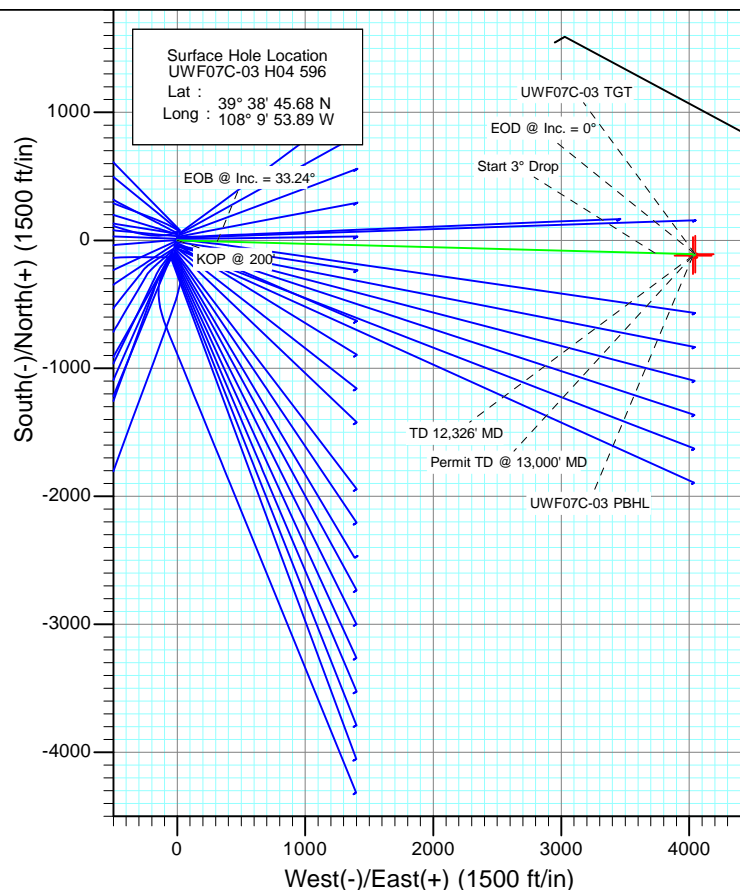 Surface Hole Location
UWF07C-03 H04 596
Lat :
39° 38' 45.68 N
Long :
108° 9' 53.89 W
UWF07C-03 TGT
EOD @ Inc. = 0°
Start 3° Drop
EOB @ Inc. = 33.24°
KOP @ 200'
TD 12,326' MD
Permit TD @ 13,000' MD
UWF07C-03 PBHL
1000
0
-1000
-2000
-3000
-4000
South(-)/North(+) (1500 ft/in)
0
1000
2000
3000
4000
West(-)/East(+) (1500 ft/in)